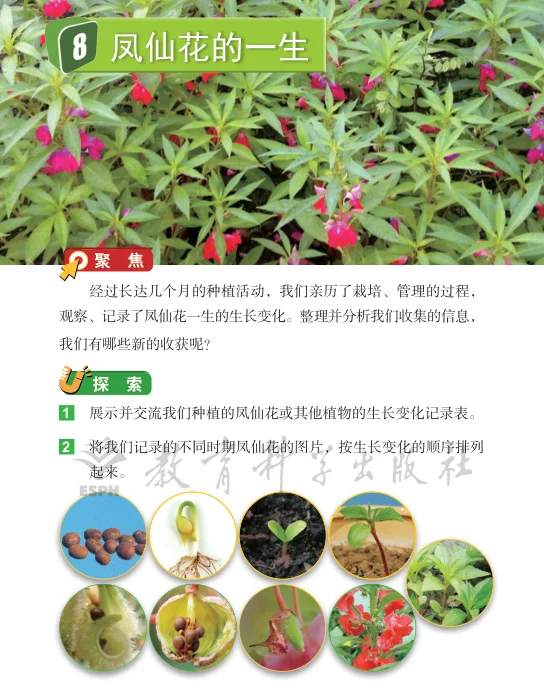 8 凤仙花的一生
聚 焦
经过长达几个月的种植活动，我们亲历了栽培、管理的过程，
观察、记录了凤仙花一生的生长变化。整理并分析我们收集的信息，
我们有哪些新的收获呢？
探 索
1 展示并交流我们种植的凤仙花或其他植物的生长变化记录表。
2 将我们记录的不同时期凤仙花的图片，按生长变化的顺序排列
起来。
教育科学出版社
ESPH